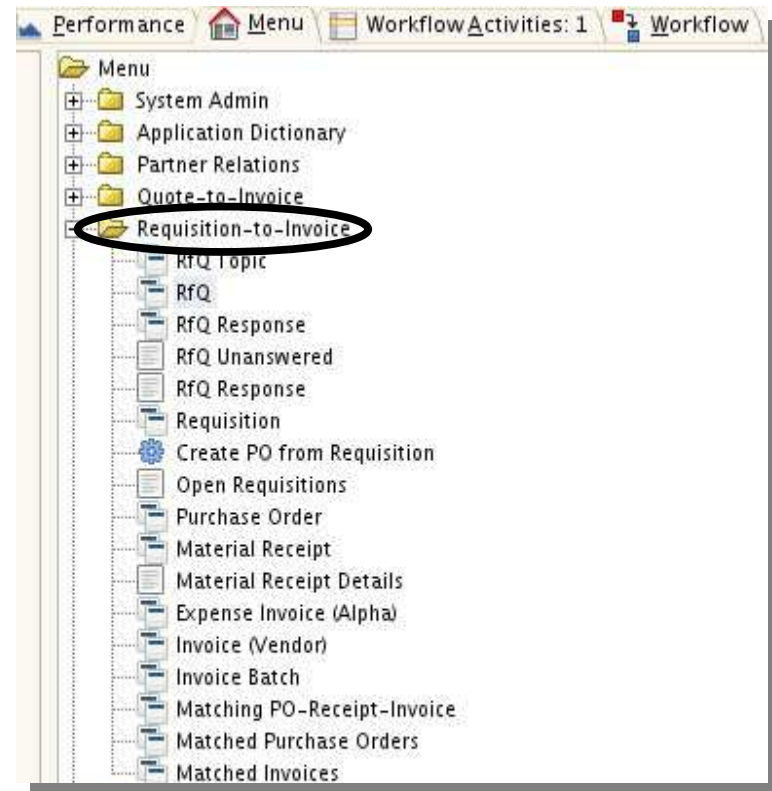 Performance Menu Workflow Activities: 1 Workflow
Menu
System Admin
Application Dictionary
Partner Relations
Quote-to-Invoice
Requisition-to-Invoice
RfQ Topic
RfQ
RfQ Response
RfQ Unanswered
RfQ Response
Requisition
Create PO from Requisition
Open Requisitions
Purchase Order
Material Receipt
Material Receipt Details
Expense Invoice (Alpha)
Invoice (Vendor)
Invoice Batch
Matching PO-Receipt-Invoice
Matched Purchase Orders
Matched Invoices